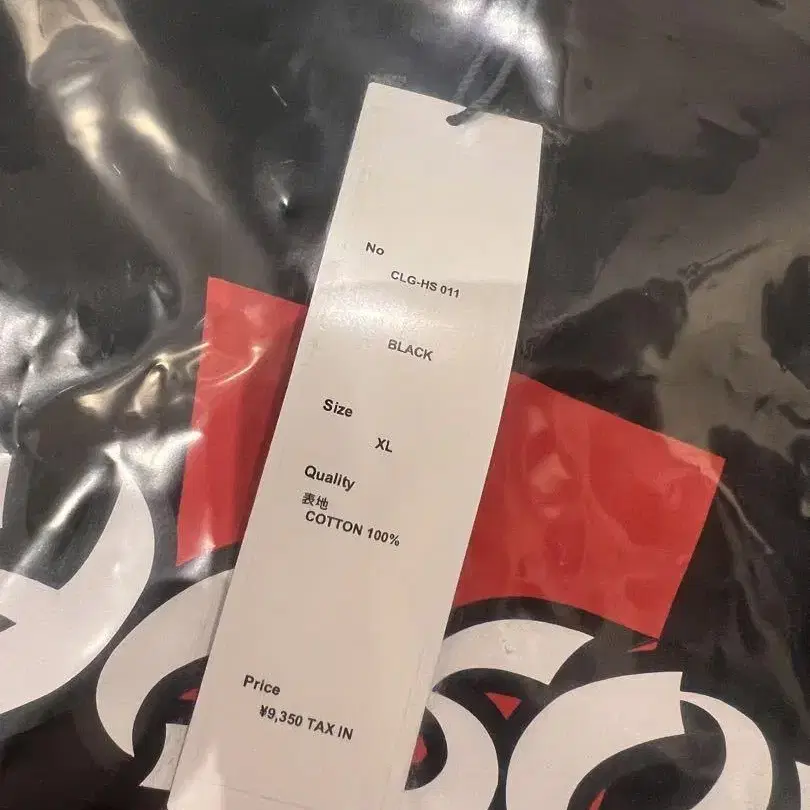 No
CLG-HS 011
BLACK
Size
XL
Quality
表地
COTTON 100%
Price
¥9,350 TAX IN